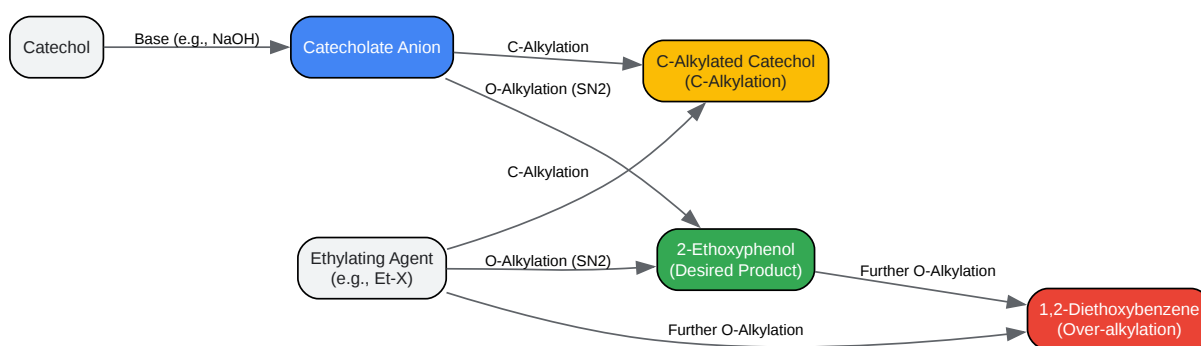 Catechol
Base (e.g., NaOH)
Catecholate Anion
C-Alkylation
C-Alkylated Catechol
(C-Alkylation)
O-Alkylation (SN2)
C-Alkylation
Ethylating Agent
(e.g., Et-X)
O-Alkylation (SN2)
2-Ethoxyphenol
(Desired Product)
Further O-Alkylation
Further O-Alkylation
1,2-Diethoxybenzene
(Over-alkylation)